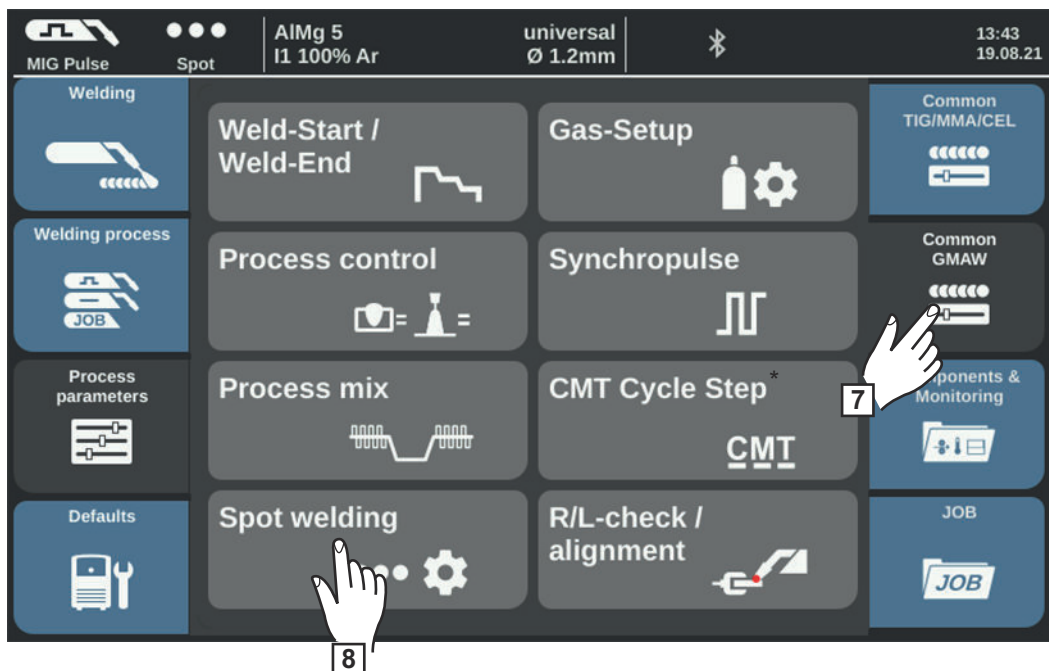 MIG Pulse
Spot
AlMg 5
I1 100% Ar
universal
Ø 1.2mm
13:43
19.08.21
Welding
Welding process
JOB
Process
parameters
Defaults
Weld-Start /
Weld-End
Gas-Setup
Process control
= =
Synchropulse
Process mix
CMT Cycle Step*
CMT
Spot welding
R/L-check /
alignment
Common
TIG/MMA/CEL
Common
GMAW
7
Monitoring
JOB
JOB
8